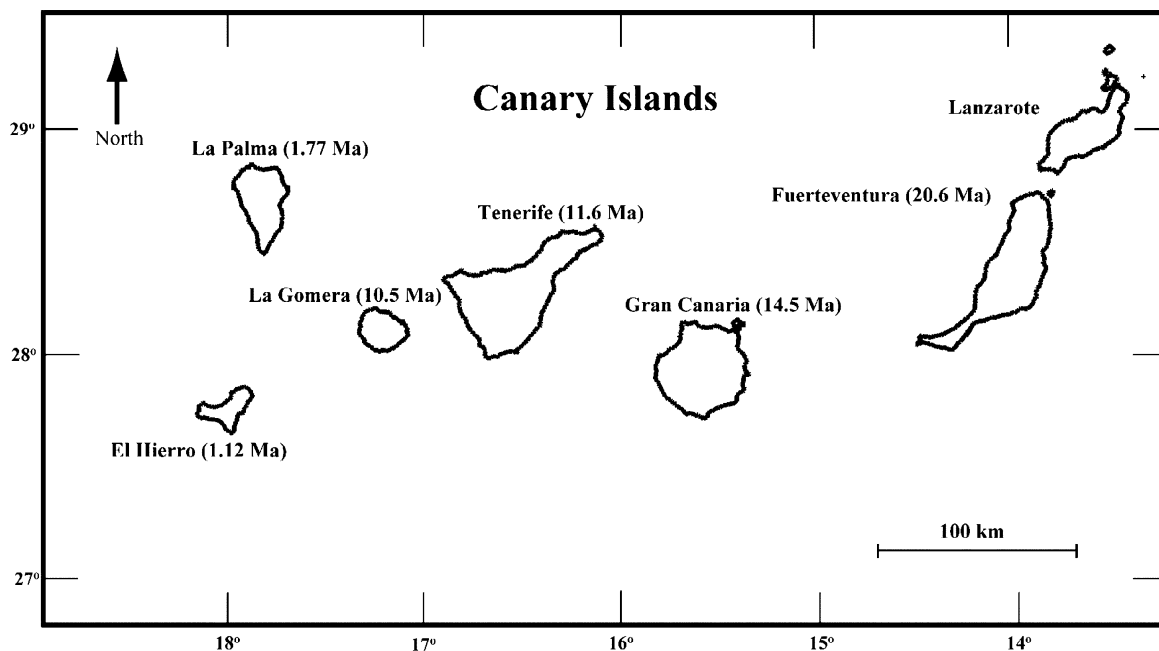 Canary Islands
North
29º
Lanzarote
La Palma (1.77 Ma)
Fuerteventura (20.6 Ma)
Tenerife (11.6 Ma)
La Gomera (10.5 Ma)
Gran Canaria (14.5 Ma)
28º
El Hierro (1.12 Ma)
100 km
27º
18º 17º 16º 15º 14º